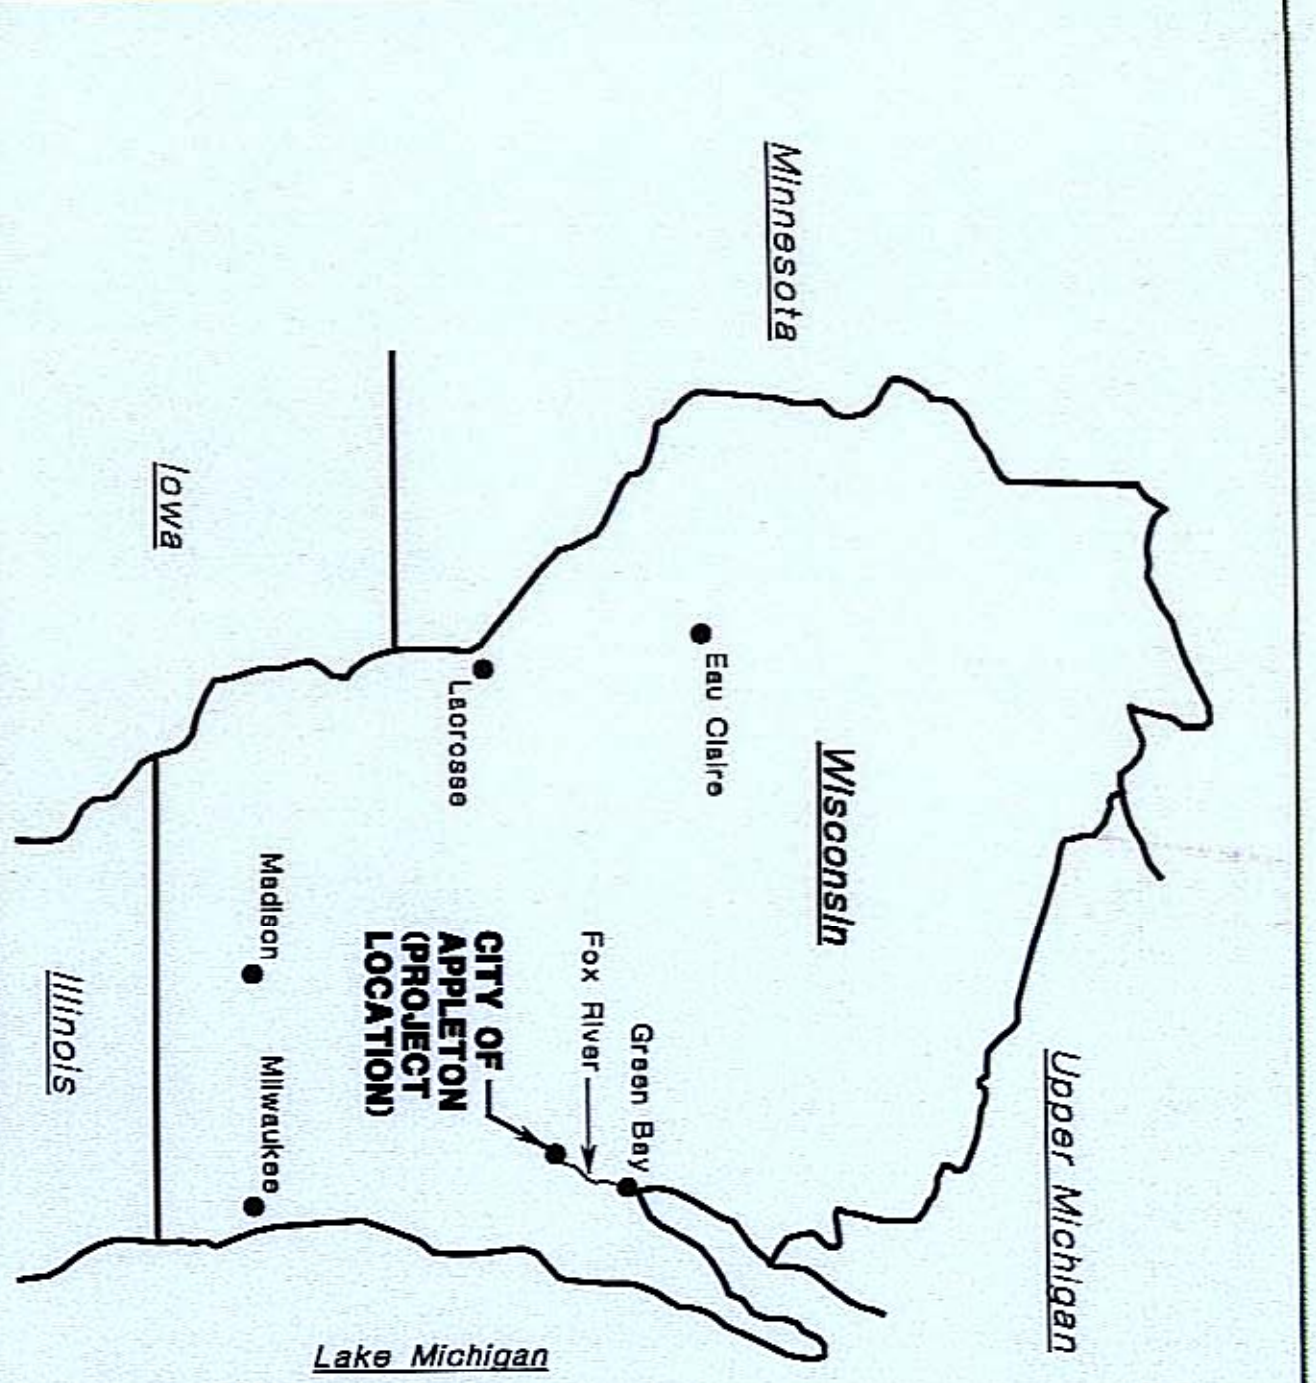 Minnesota
Upper Michigan
Wisconsin
Eau Claire
Green Bay
Fox River
CITY OF
APPLETON
(PROJECT
LOCATION)
Lacrosse
Iowa
Madison
Milwaukee
Illinois
Lake Michigan